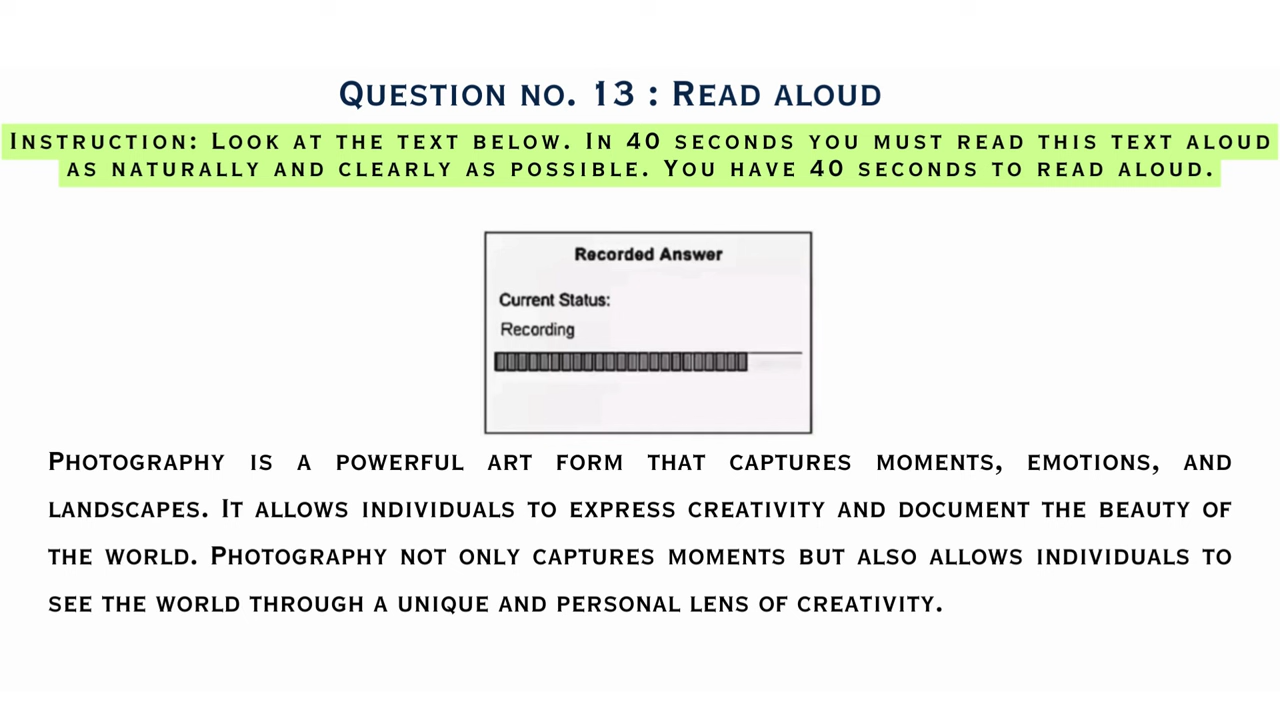 Question no. 13 : Read aloud
Instruction: Look at the text below. In 40 seconds you must read this text aloud
as naturally and clearly as possible. You have 40 seconds to read aloud.
Recorded Answer
Current Status:
Recording
Photography is a powerful art form that captures moments, emotions, and
landscapes. It allows individuals to express creativity and document the beauty of
the world. Photography not only captures moments but also allows individuals to
see the world through a unique and personal lens of creativity.